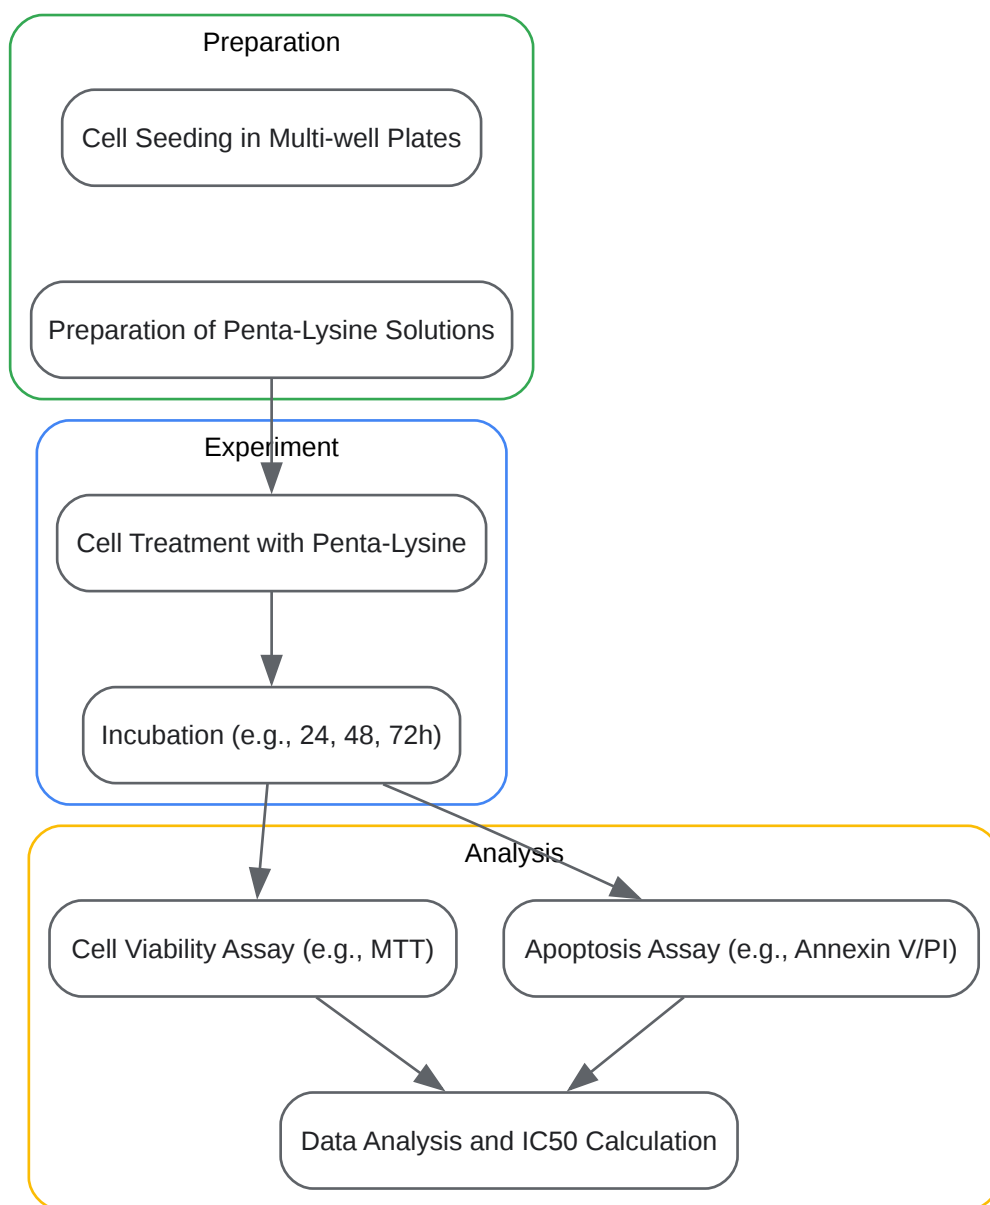 Preparation
Cell Seeding in Multi-well Plates
Preparation of Penta-Lysine Solutions
Experiment
Cell Treatment with Penta-Lysine
Incubation (e.g., 24, 48, 72h)
Analysis
Cell Viability Assay (e.g., MTT)
Apoptosis Assay (e.g., Annexin V/PI)
Data Analysis and IC50 Calculation